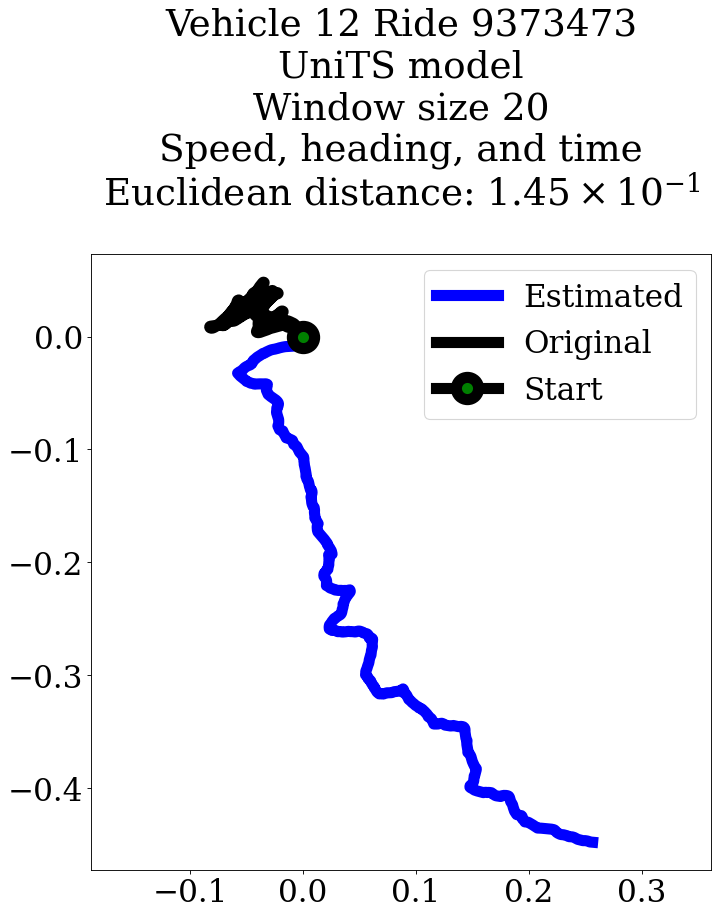 Vehicle 12 Ride 9373473
UniTS model
Window size 20
Speed, heading, and time
Euclidean distance: 1.45 × 10⁻¹
Estimated
Original
Start
0.0
−0.1
−0.2
−0.3
−0.4
−0.1 0.0 0.1 0.2 0.3